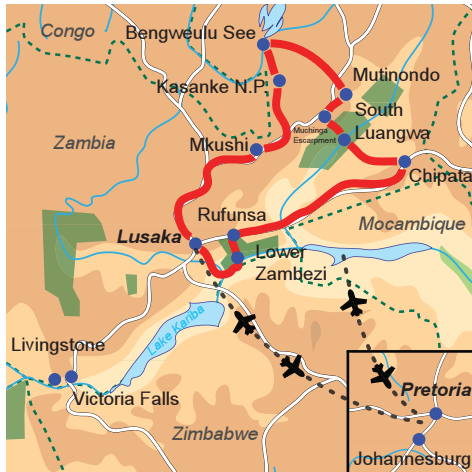 Congo
Bengweulu See
Kasanke N.P
Mutinondo
South
Luangwa
Muchinga
Escarpment
Zambia
Mkushi
Chipata
Rufunsa
Mocambique
Lusaka
Lower
Zambezi
Lake Kariba
Livingstone
Victoria Falls
Pretoria
Zimbabwe
Johannesburg